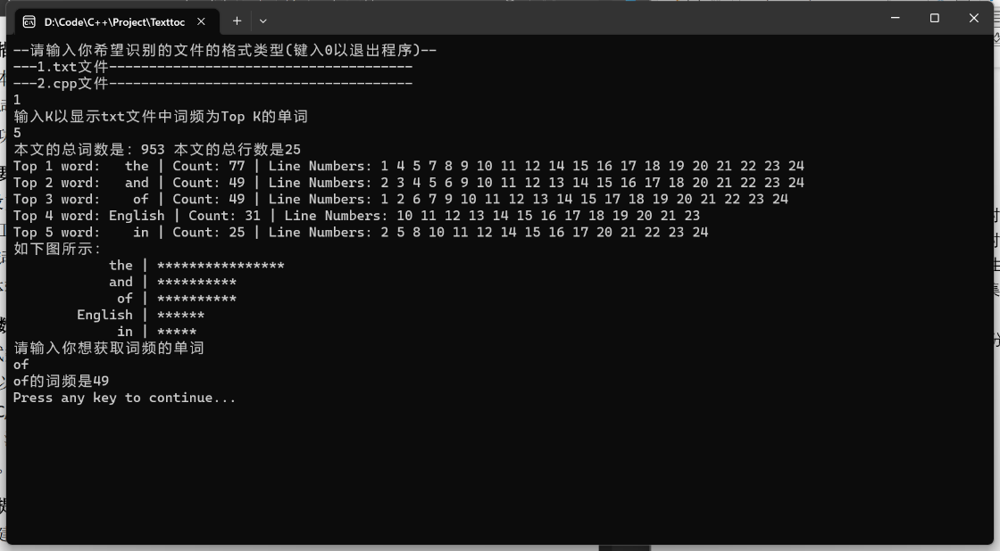 D:\Code\C++\Project\Texttoc
--请输入你希望识别的文件的格式类型(键入0以退出程序)--
---1.txt文件--------------------------------------
---2.cpp文件--------------------------------------
1
输入K以显示txt文件中词频为Top K的单词
5
本文的总词数是: 953 本文的总行数是25
Top 1 word:   the | Count: 77 | Line Numbers: 1 4 5 7 8 9 10 11 12 14 15 16 17 18 19 20 21 22 23 24
Top 2 word:   and | Count: 49 | Line Numbers: 2 3 4 5 6 9 10 11 12 13 14 15 16 17 18 20 21 22 23 24
Top 3 word:    of | Count: 49 | Line Numbers: 1 2 6 7 9 10 11 12 13 14 15 17 18 19 20 21 22 23 24
Top 4 word: English | Count: 31 | Line Numbers: 10 11 12 13 14 15 16 17 18 19 20 21 23
Top 5 word:    in | Count: 25 | Line Numbers: 2 5 8 10 11 12 14 15 16 17 20 21 22 23 24
如下图所示:
            the | ****************
            and | **********
             of | **********
        English | ******
             in | *****
请输入你想获取词频的单词
of
of的词频是49
Press any key to continue...